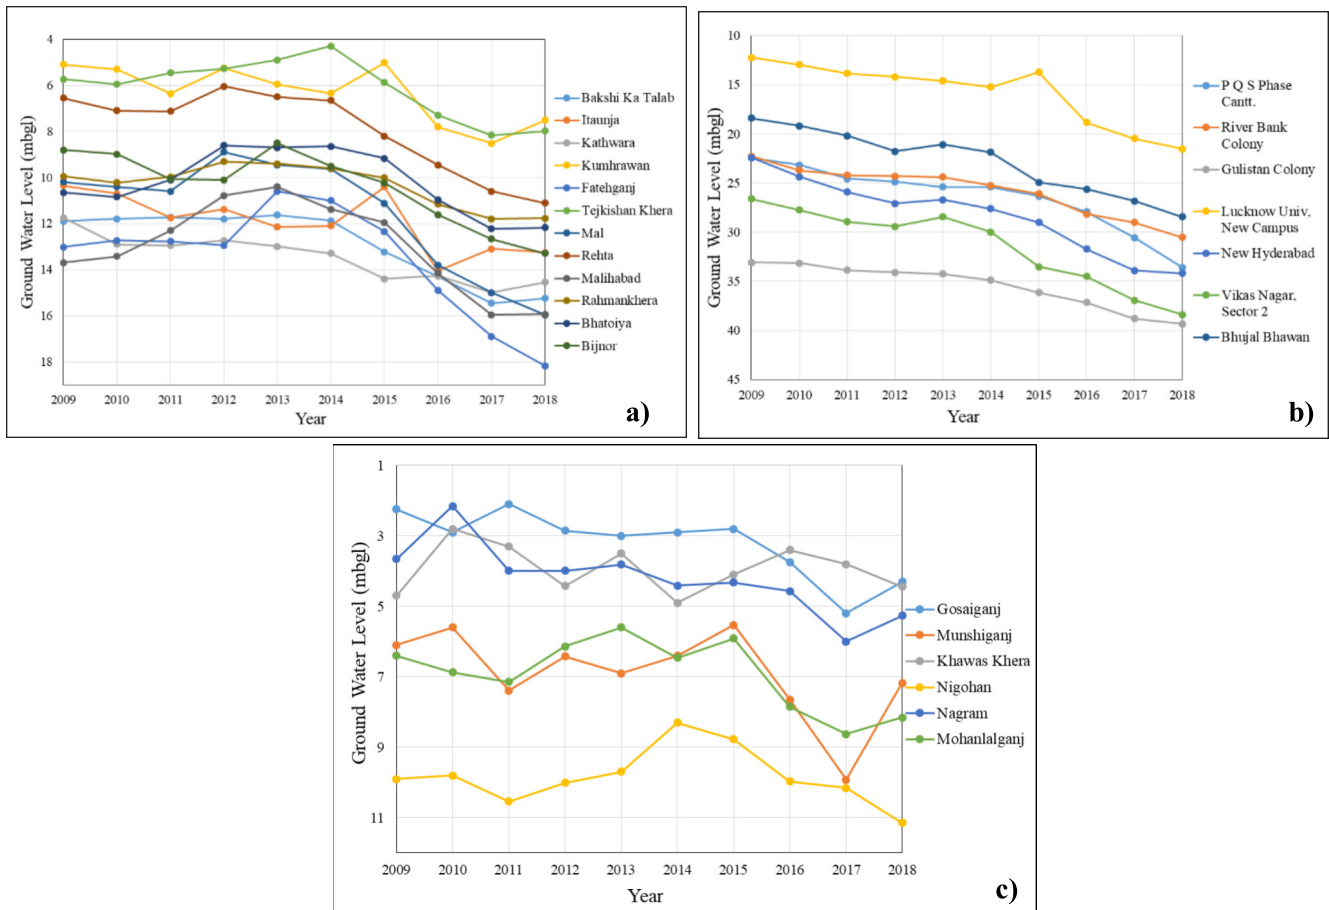 4
6
8
10
12
14
16
18
Ground Water Level (mbgl)
2009 2010 2011 2012 2013 2014 2015 2016 2017 2018
Year
Bakshi Ka Talab
Itaunja
Kathwara
Kumhrawan
Fatehganj
Tejkishan Khera
Mal
Rehta
Malihabad
Rahmankhera
Bhatoiya
Bijnor
a)
10
15
20
25
30
35
40
45
Ground Water Level (mbgl)
2009 2010 2011 2012 2013 2014 2015 2016 2017 2018
Year
P Q S Phase
Cantt.
River Bank
Colony
Gulistan Colony
Lucknow Univ,
New Campus
New Hyderabad
Vikas Nagar,
Sector 2
Bhujal Bhawan
b)
1
3
5
7
9
11
Ground Water Level (mbgl)
2009 2010 2011 2012 2013 2014 2015 2016 2017 2018
Year
Gosaiganj
Munshiganj
Khawas Khera
Nigohan
Nagram
Mohanlalganj
c)